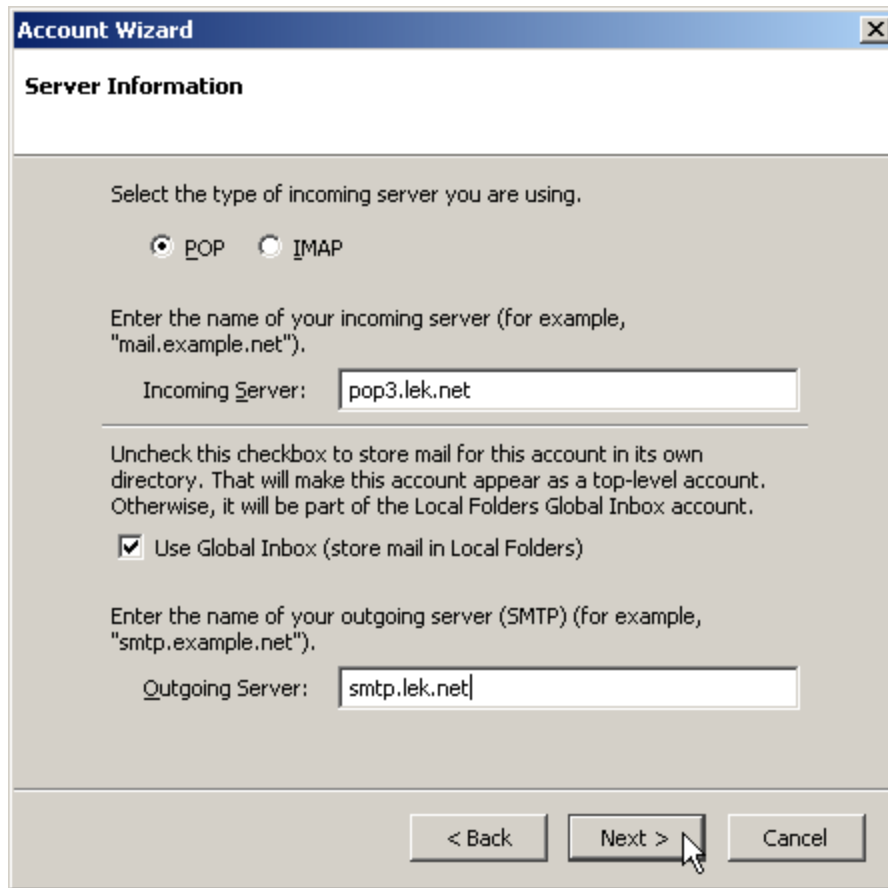 Account Wizard
Server Information
Select the type of incoming server you are using.
POP IMAP
Enter the name of your incoming server (for example,
"mail.example.net").
Incoming Server: pop3.lek.net
Uncheck this checkbox to store mail for this account in its own
directory. That will make this account appear as a top-level account.
Otherwise, it will be part of the Local Folders Global Inbox account.
Use Global Inbox (store mail in Local Folders)
Enter the name of your outgoing server (SMTP) (for example,
"smtp.example.net").
Outgoing Server: smtp.lek.net
< Back Next > Cancel